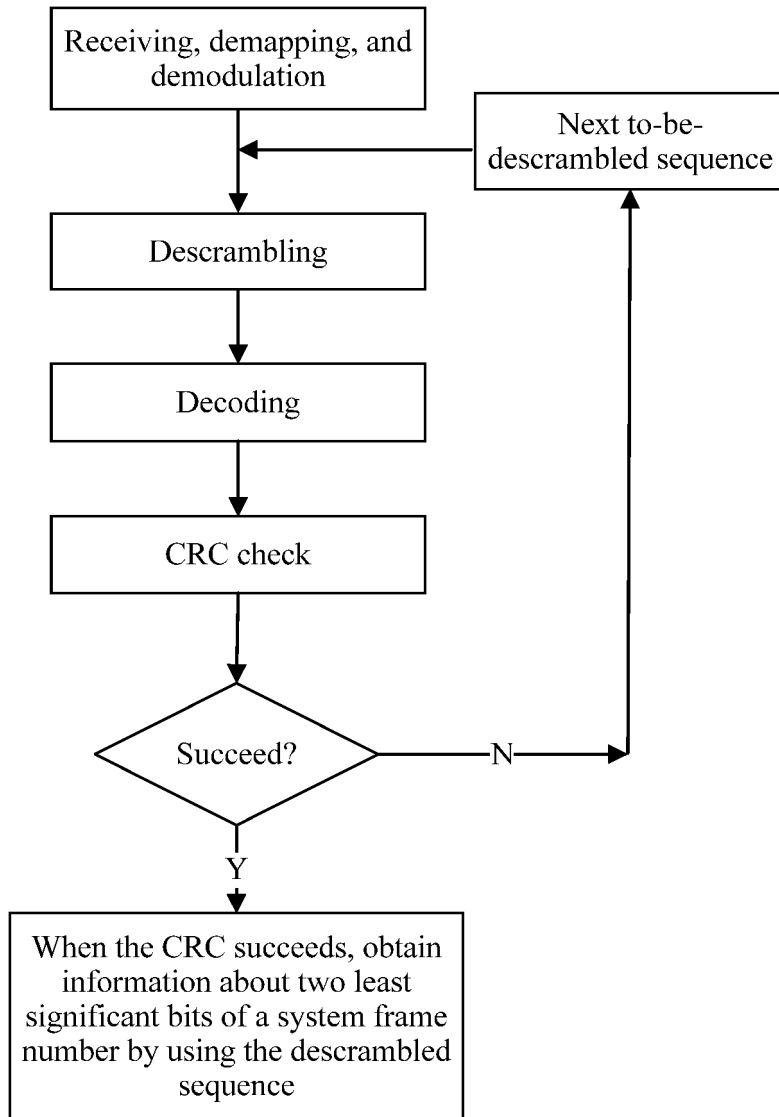 Receiving, demapping, and
demodulation
Next to-be-
descrambled sequence
Descrambling
Decoding
CRC check
Succeed?
N
Y
When the CRC succeeds, obtain
information about two least
significant bits of a system frame
number by using the descrambled
sequence